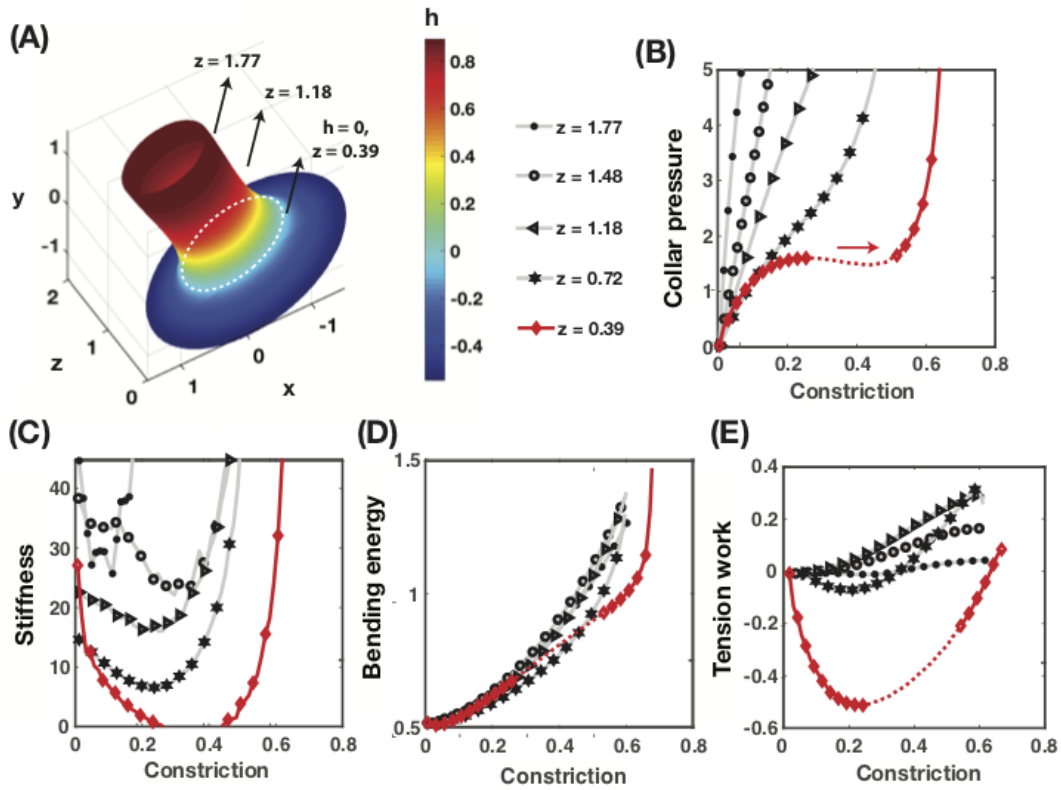 (A)
z = 1.77
z = 1.18
h=0,
z = 0.39
1
0
-1
y
2
1
0
z
1
0
-1
x
h
0.8
0.6
0.4
0.2
0
-0.2
-0.4
z = 1.77
z = 1.48
z = 1.18
z = 0.72
z = 0.39
(B)
Collar pressure
5
4
3
2
1
0
0 0.2 0.4 0.6 0.8
Constriction
(C)
Stiffness
40
30
20
10
0
0 0.2 0.4 0.6 0.8
Constriction
(D)
Bending energy
1.5
1
0.5
0 0.2 0.4 0.6 0.8
Constriction
(E)
Tension work
0.4
0.2
0
-0.2
-0.4
-0.6
0 0.2 0.4 0.6 0.8
Constriction